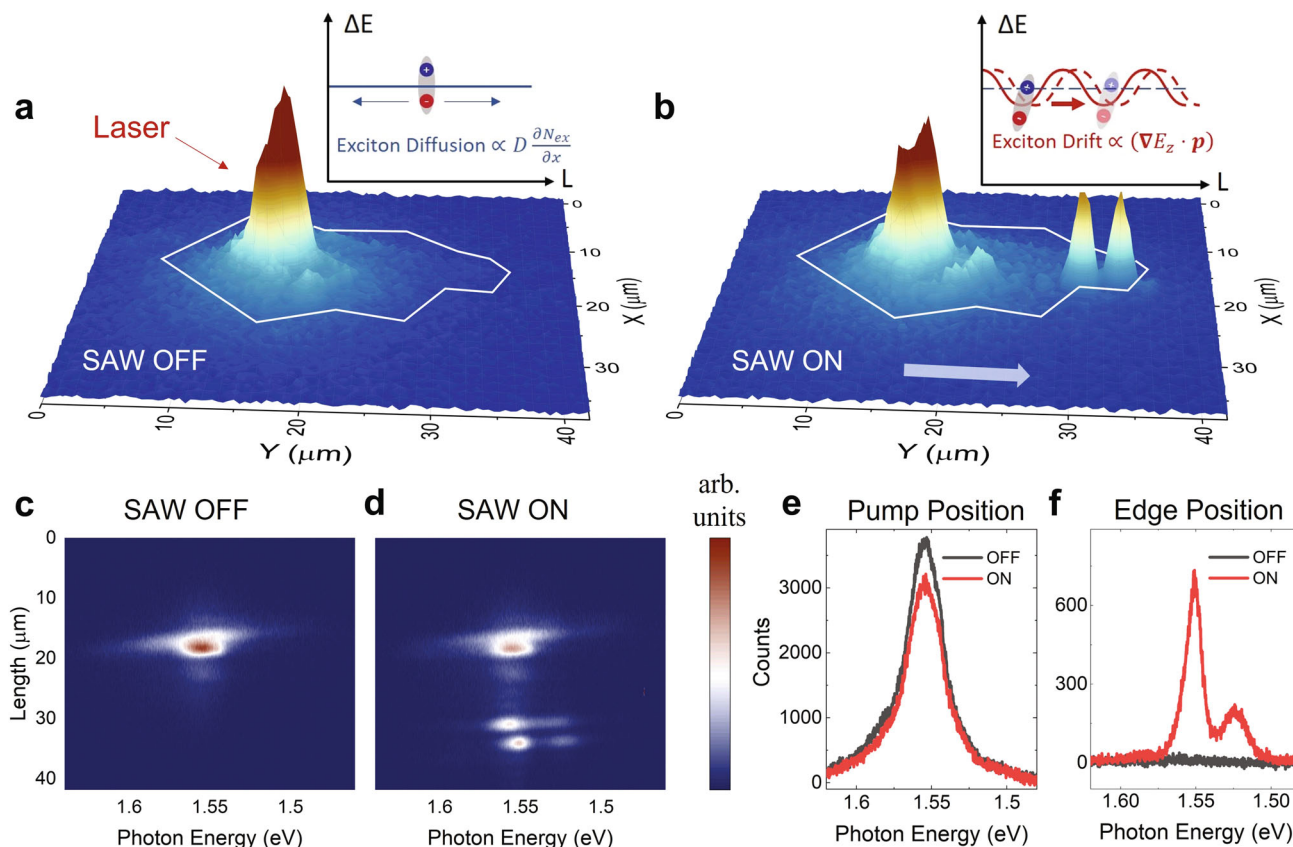 a
ΔE
+
-
Laser
Exciton Diffusion ∝ D ∂N_ex/∂x
L
0
10
20
30
X (μm)
SAW OFF
0
10
20
30
40
Y (μm)
b
ΔE
+
-
+
-
Exciton Drift ∝ (∇E_z · p)
L
0
10
20
30
X (μm)
SAW ON
0
10
20
30
40
Y (μm)
c
SAW OFF
0
10
20
30
40
Length (μm)
1.6
1.55
1.5
Photon Energy (eV)
d
SAW ON
1.6
1.55
1.5
Photon Energy (eV)
arb.
units
e
Pump Position
OFF
ON
3000
2000
1000
0
Counts
1.6
1.55
1.5
Photon Energy (eV)
f
Edge Position
OFF
ON
600
300
0
1.60
1.55
1.50
Photon Energy (eV)